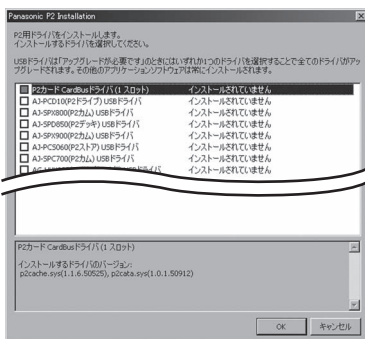 Panasonic P2 Installation
P2用ドライバをインストールします。
インストールするドライバを選択してください。
USBドライバは「アップグレードが必要です」のときにはいずれか1つのドライバを選択することで全てのドライバがアップグレードされます。その他のアプリケーションソフトウェアは常にインストールされます。
P2カード CardBusドライバ (1 スロット) インストールされていません
AJ-PCD10(P2ドライブ) USBドライバ インストールされていません
AJ-SPX800(P2カム) USBドライバ インストールされていません
AJ-SPD850(P2デッキ) USBドライバ インストールされていません
AJ-SPX900(P2カム) USBドライバ インストールされていません
AJ-PCS060(P2ストア) USBドライバ インストールされていません
AJ-SPC700(P2カム) USBドライバ インストールされていません
P2カード CardBusドライバ (1 スロット)
インストールするドライバのバージョン:
p2cache.sys(1.1.6.50525), p2cata.sys(1.0.1.50912)
OK キャンセル